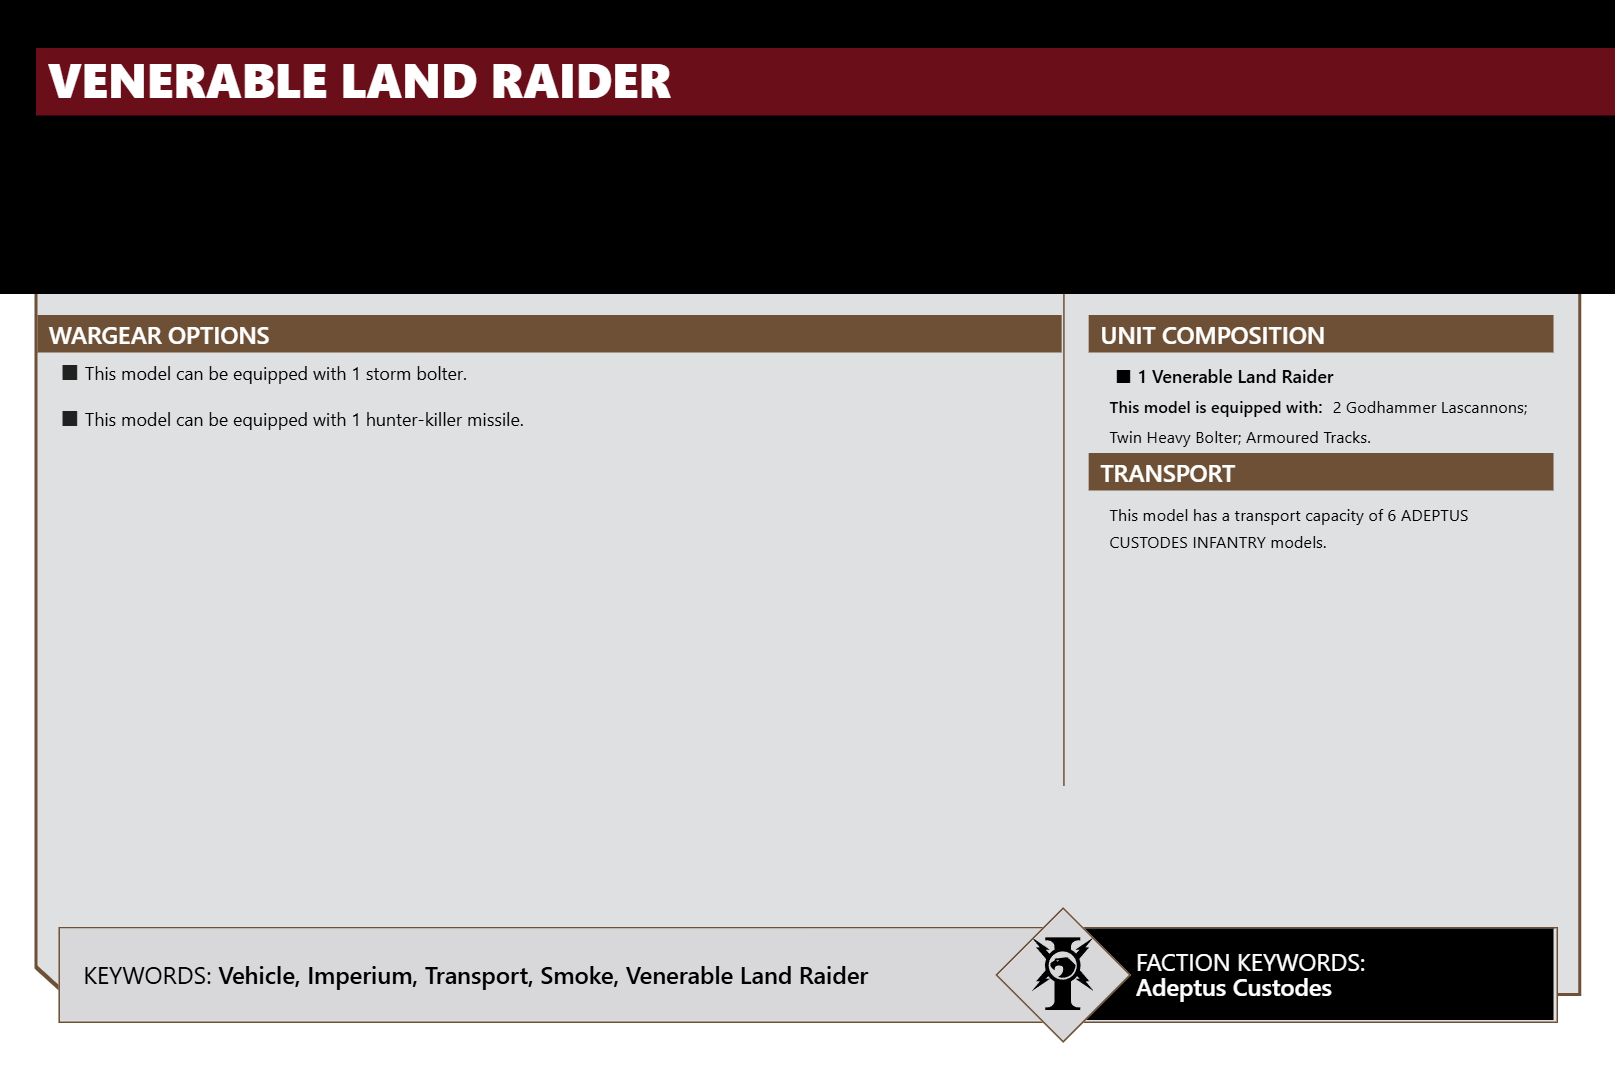 VENERABLE LAND RAIDER
WARGEAR OPTIONS
■ This model can be equipped with 1 storm bolter.
■ This model can be equipped with 1 hunter-killer missile.
UNIT COMPOSITION
■ 1 Venerable Land Raider
This model is equipped with: 2 Godhammer Lascannons;
Twin Heavy Bolter; Armoured Tracks.
TRANSPORT
This model has a transport capacity of 6 ADEPTUS
CUSTODES INFANTRY models.
KEYWORDS: Vehicle, Imperium, Transport, Smoke, Venerable Land Raider
FACTION KEYWORDS:
Adeptus Custodes